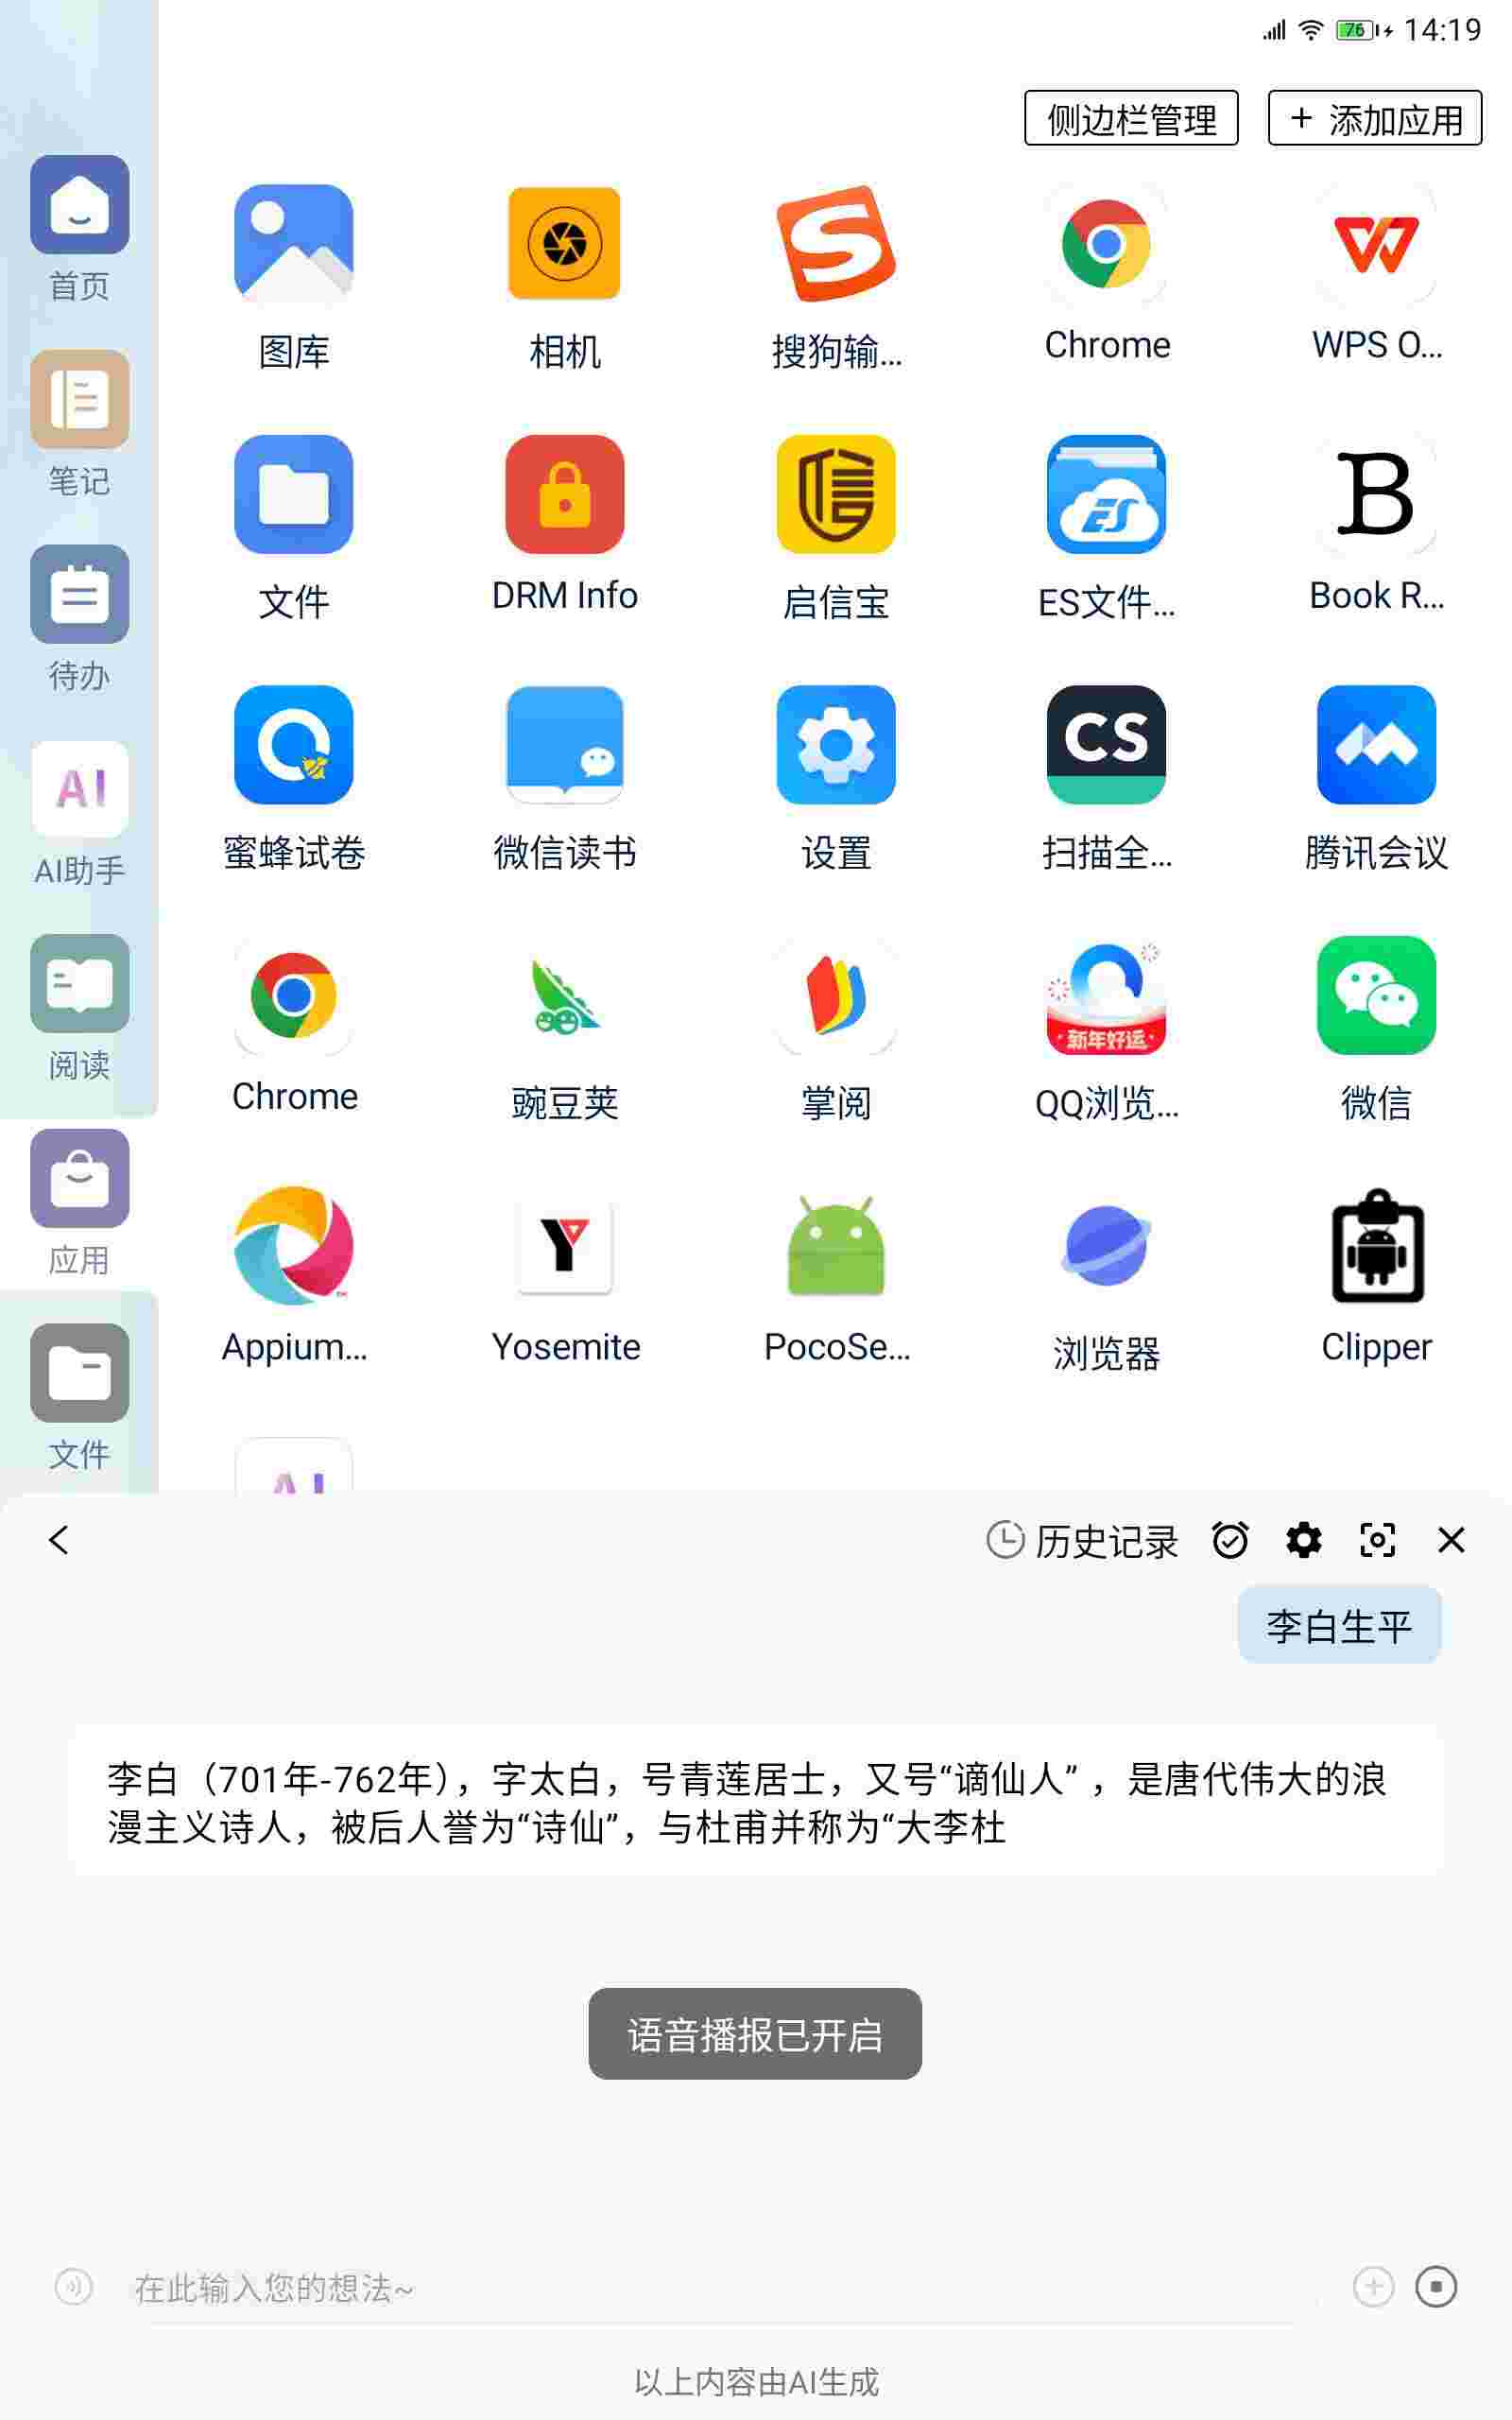 76 14:19
侧边栏管理
+ 添加应用
首页
笔记
待办
AI
AI助手
阅读
应用
文件
图库
相机
搜狗输...
Chrome
WPS O...
文件
DRM Info
信
启信宝
ES
ES文件...
B
Book R...
蜜蜂试卷
微信读书
设置
CS
扫描全...
腾讯会议
Chrome
豌豆荚
掌阅
新年好运
QQ浏览...
微信
Appium...
Y
Yosemite
PocoSe...
浏览器
Clipper
AI
历史记录
李白生平
李白（701年-762年），字太白，号青莲居士，又号“谪仙人” ，是唐代伟大的浪
漫主义诗人，被后人誉为“诗仙”，与杜甫并称为“大李杜
语音播报已开启
在此输入您的想法~
以上内容由AI生成